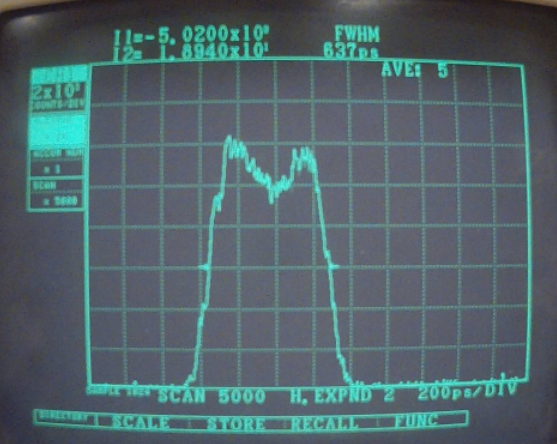 I1=-5.0200x10⁰ FWHM
I2= 1.8940x10¹ 637ps
AVE: 5
2x10³
COUNTS/DIV
ACCUM NUM
x 1
SCAN
x 5000
SCAN 5000 H.EXPND 2 200ps/DIV
DIRECTORY SCALE STORE RECALL FUNC